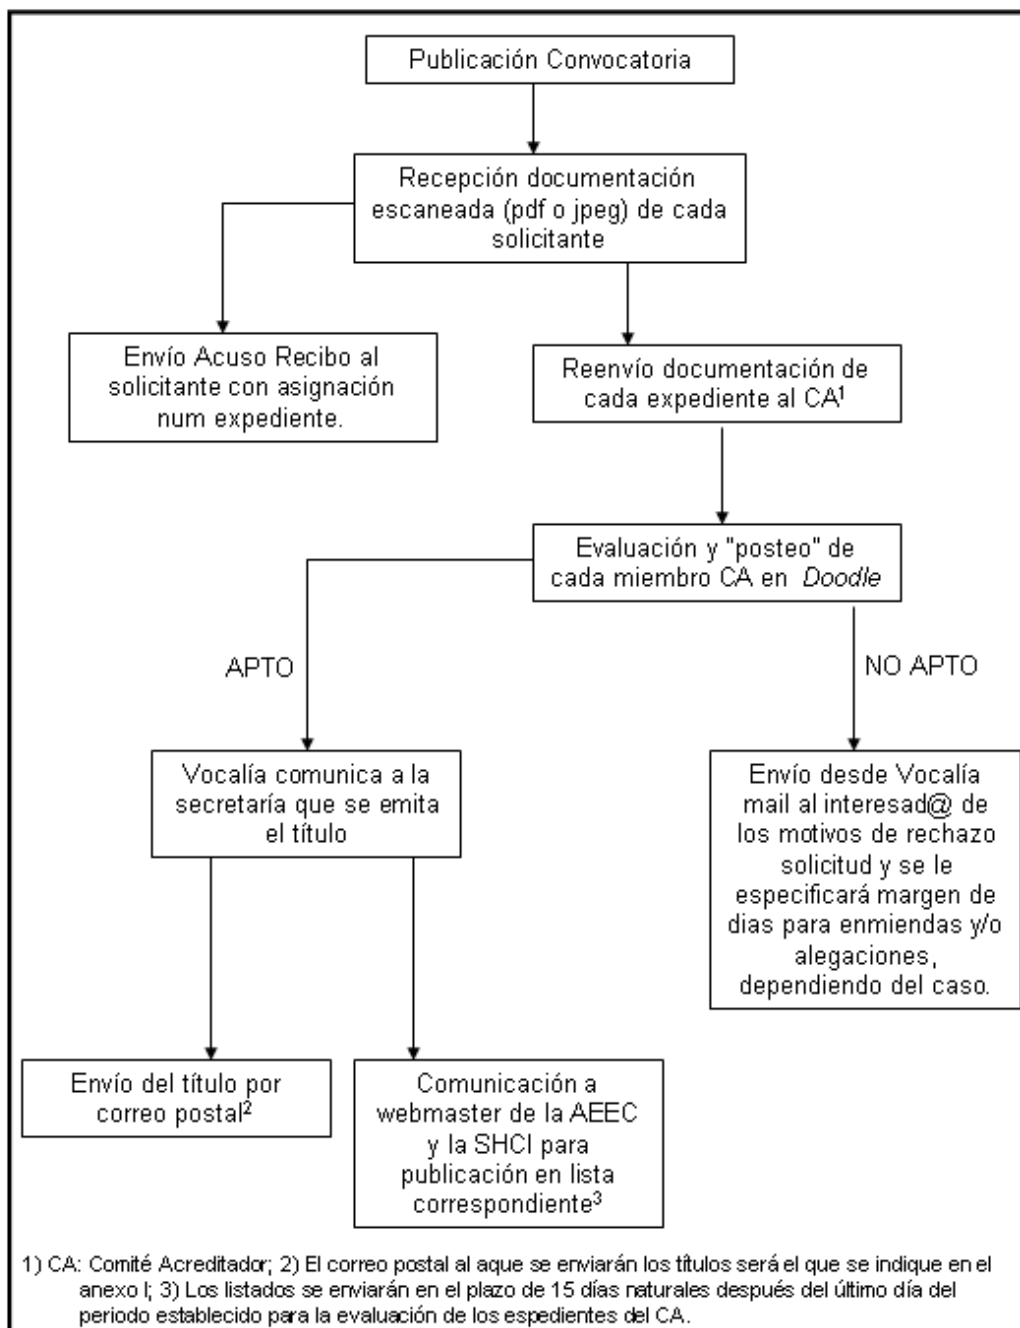 Publicación Convocatoria
Recepción documentación
escaneada (pdf o jpeg) de cada
solicitante
Envío Acuso Recibo al
solicitante con asignación
num expediente.
Reenvío documentación de
cada expediente al CA¹
Evaluación y "posteo" de
cada miembro CA en Doodle
APTO
NO APTO
Vocalía comunica a la
secretaría que se emita
el título
Envío desde Vocalía
mail al interesad@ de
los motivos de rechazo
solicitud y se le
especificará margen de
dias para enmiendas y/o
alegaciones,
dependiendo del caso.
Envío del título por
correo postal²
Comunicación a
webmaster de la AEEC
y la SHCI para
publicación en lista
correspondiente³
1) CA: Comité Acreditador; 2) El correo postal al aque se enviarán los títulos será el que se indique en el
anexo I; 3) Los listados se enviarán en el plazo de 15 días naturales después del último día del
periodo establecido para la evaluación de los espedientes del CA.